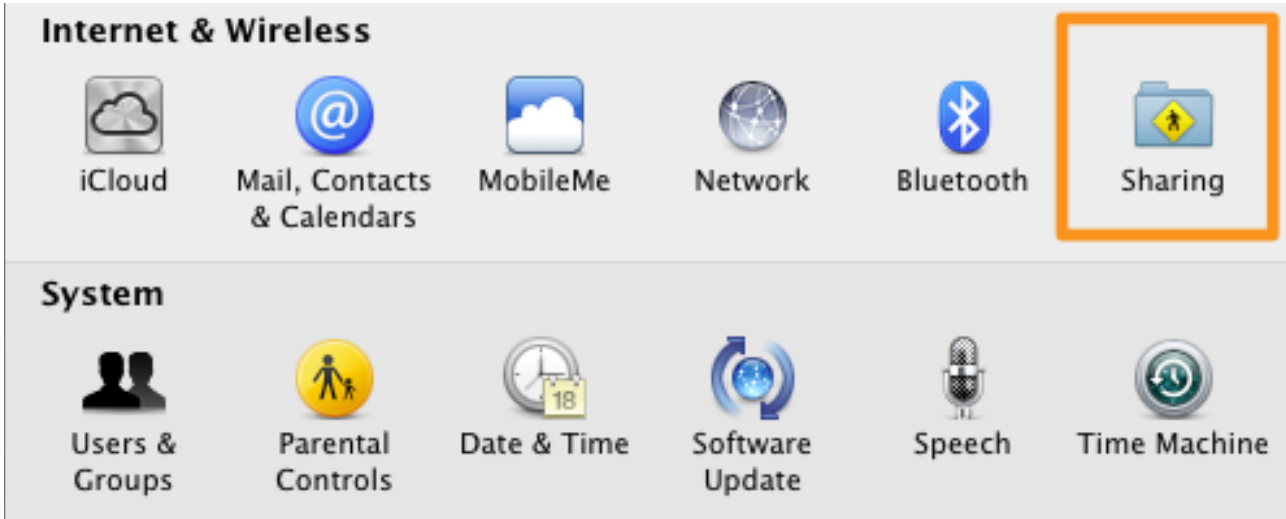 Internet & Wireless
@
iCloud
Mail, Contacts
& Calendars
MobileMe
Network
Bluetooth
Sharing
System
18
Users &
Groups
Parental
Controls
Date & Time
Software
Update
Speech
Time Machine